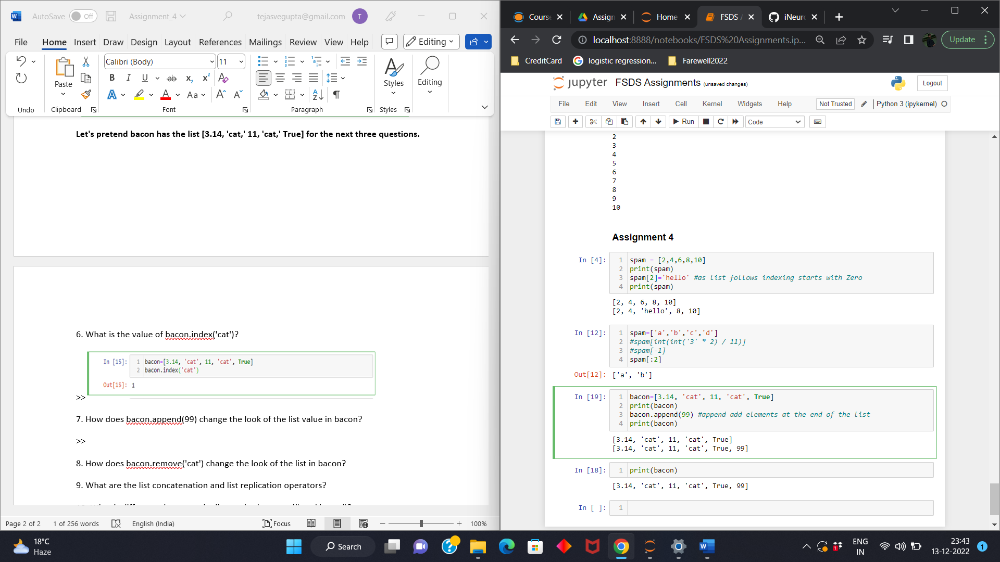 AutoSave Off Assignment_4 tejasvegupta@gmail.com T
File Home Insert Draw Design Layout References Mailings Review View Help Editing
Calibri (Body) 11
Paste
Styles
Editing
Undo Clipboard Font Paragraph Styles
Let's pretend bacon has the list [3.14, 'cat,' 11, 'cat,' True] for the next three questions.
6. What is the value of bacon.index('cat')?
In [15]: 1 bacon=[3.14, 'cat', 11, 'cat', True]
2 bacon.index('cat')
Out[15]: 1
>>
7. How does bacon.append(99) change the look of the list value in bacon?
>>
8. How does bacon.remove('cat') change the look of the list in bacon?
9. What are the list concatenation and list replication operators?
Page 2 of 2 1 of 256 words English (India) Focus 100%
Course Assign Home FSDS A iNeuro
localhost:8888/notebooks/FSDS%20Assignments.ip... Update
CreditCard logistic regression... Farewell2022
jupyter FSDS Assignments (unsaved changes) Logout
File Edit View Insert Cell Kernel Widgets Help Not Trusted Python 3 (ipykernel)
Run Code
2
3
4
5
6
7
8
9
10
Assignment 4
In [4]: 1 spam = [2,4,6,8,10]
2 print(spam)
3 spam[2]='hello' #as list follows indexing starts with Zero
4 print(spam)
[2, 4, 6, 8, 10]
[2, 4, 'hello', 8, 10]
In [12]: 1 spam=['a','b','c','d']
2 #spam[int(int('3' * 2) / 11)]
3 #spam[-1]
4 spam[:2]
Out[12]: ['a', 'b']
In [19]: 1 bacon=[3.14, 'cat', 11, 'cat', True]
2 print(bacon)
3 bacon.append(99) #append add elements at the end of the list
4 print(bacon)
[3.14, 'cat', 11, 'cat', True]
[3.14, 'cat', 11, 'cat', True, 99]
In [18]: 1 print(bacon)
[3.14, 'cat', 11, 'cat', True, 99]
In [ ]: 1
18°C
Haze
Search
ENG
IN
23:43
13-12-2022
1